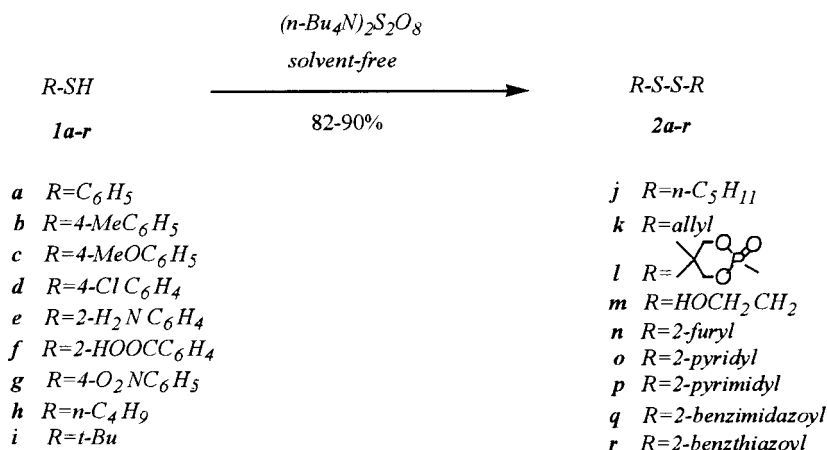 (n-Bu₄N)₂S₂O₈
solvent-free
R-SH
R-S-S-R
1a-r
82-90%
2a-r
a R=C₆H₅
b R=4-MeC₆H₅
c R=4-MeOC₆H₅
d R=4-Cl C₆H₄
e R=2-H₂N C₆H₄
f R=2-HOOCC₆H₄
g R=4-O₂NC₆H₅
h R=n-C₄H₉
i R=t-Bu
j R=n-C₅H₁₁
k R=allyl
l R= O O O
m R=HOCH₂CH₂
n R=2-furyl
o R=2-pyridyl
p R=2-pyrimidyl
q R=2-benzimidazoyl
r R=2-benzthiazoyl